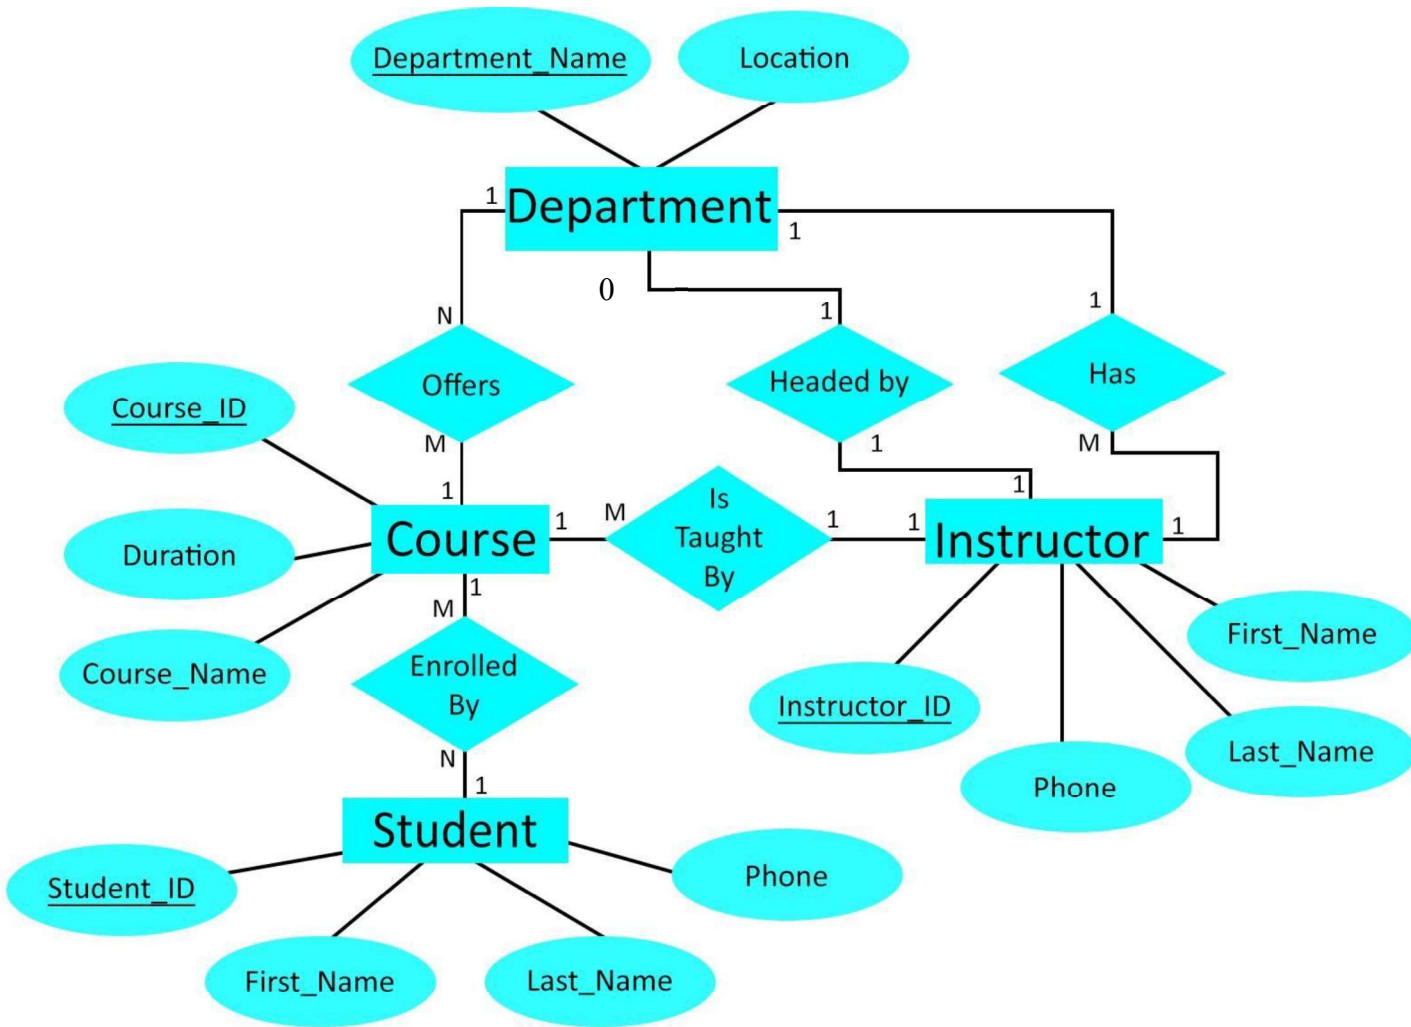 Department_Name
Location
Department
1
1
0
N
1
1
Offers
Headed by
Has
Course_ID
M
1
M
1
1
Course
1
M
Is
Taught
By
1
1
Instructor
1
Duration
1
M
Course_Name
Enrolled
By
First_Name
Instructor_ID
Last_Name
Phone
N
1
Student
Student_ID
Phone
First_Name
Last_Name